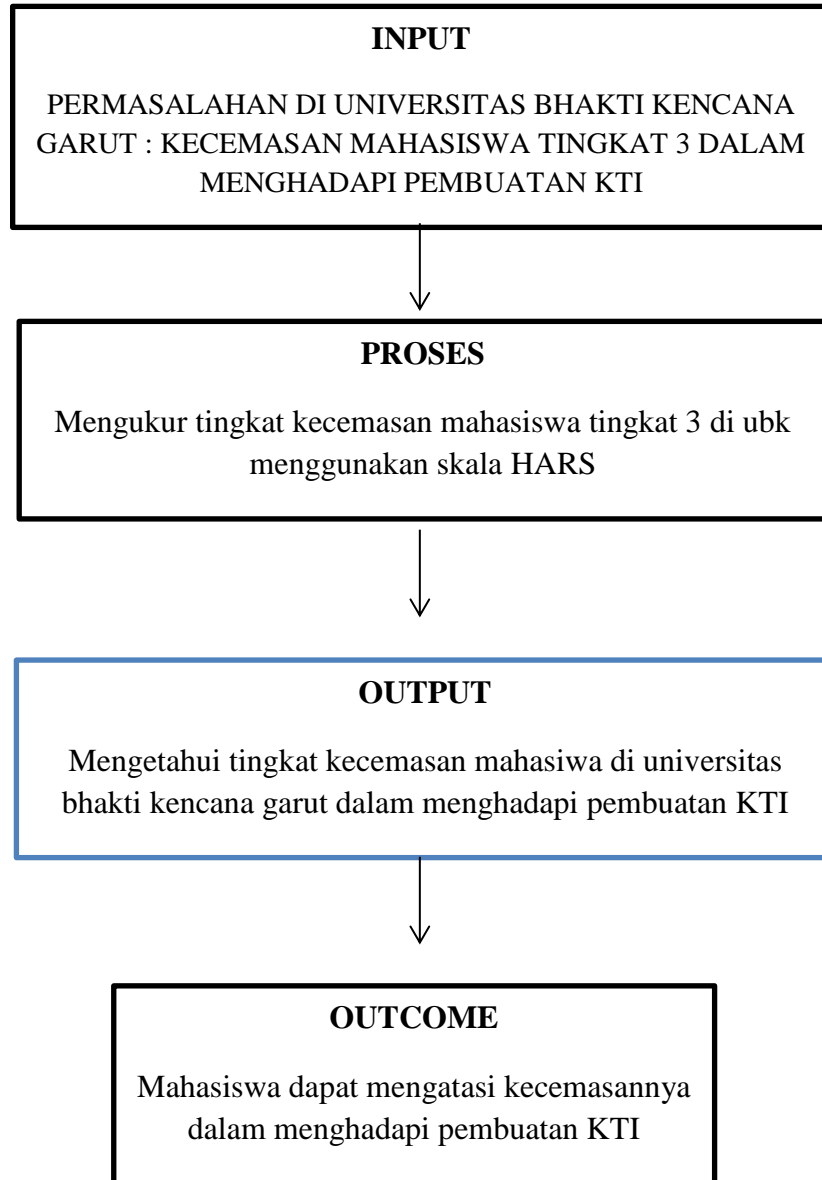 INPUT
PERMASALAHAN DI UNIVERSITAS BHAKTI KENCANA
GARUT : KECEMASAN MAHASISWA TINGKAT 3 DALAM
MENGHADAPI PEMBUATAN KTI
PROSES
Mengukur tingkat kecemasan mahasiswa tingkat 3 di ubk
menggunakan skala HARS
OUTPUT
Mengetahui tingkat kecemasan mahasiwa di universitas
bhakti kencana garut dalam menghadapi pembuatan KTI
OUTCOME
Mahasiswa dapat mengatasi kecemasannya
dalam menghadapi pembuatan KTI